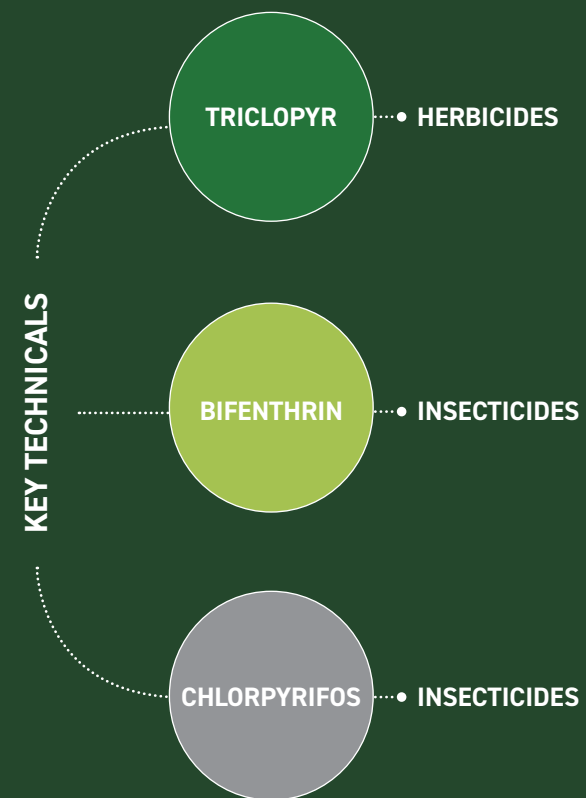 KEY TECHNICALS
TRICLOPYR
HERBICIDES
BIFENTHRIN
INSECTICIDES
CHLORPYRIFOS
INSECTICIDES